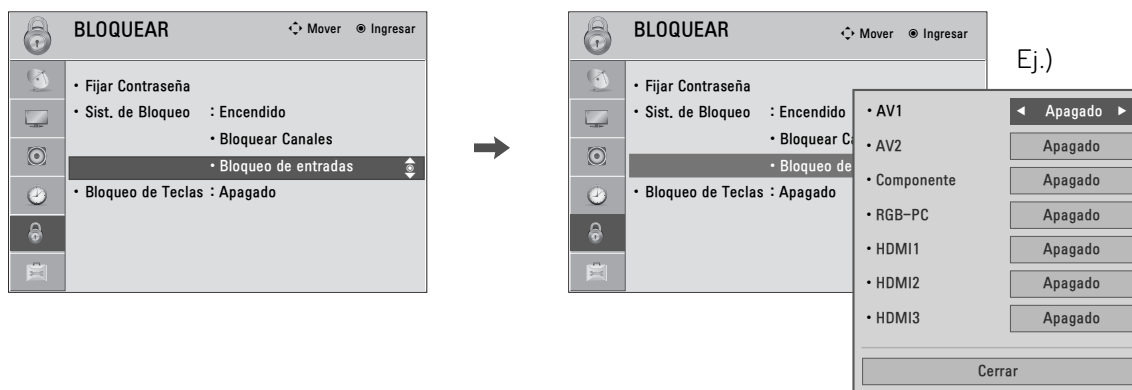 BLOQUEAR Mover Ingresar
• Fijar Contraseña
• Sist. de Bloqueo : Encendido
• Bloquear Canales
• Bloqueo de entradas
• Bloqueo de Teclas : Apagado
BLOQUEAR Mover Ingresar
• Fijar Contraseña
• Sist. de Bloqueo : Encendido
• Bloquear
• Bloqueo de
• Bloqueo de Teclas : Apagado
Ej.)
• AV1 ◄ Apagado ►
• AV2 Apagado
• Componente Apagado
• RGB-PC Apagado
• HDMI1 Apagado
• HDMI2 Apagado
• HDMI3 Apagado
Cerrar